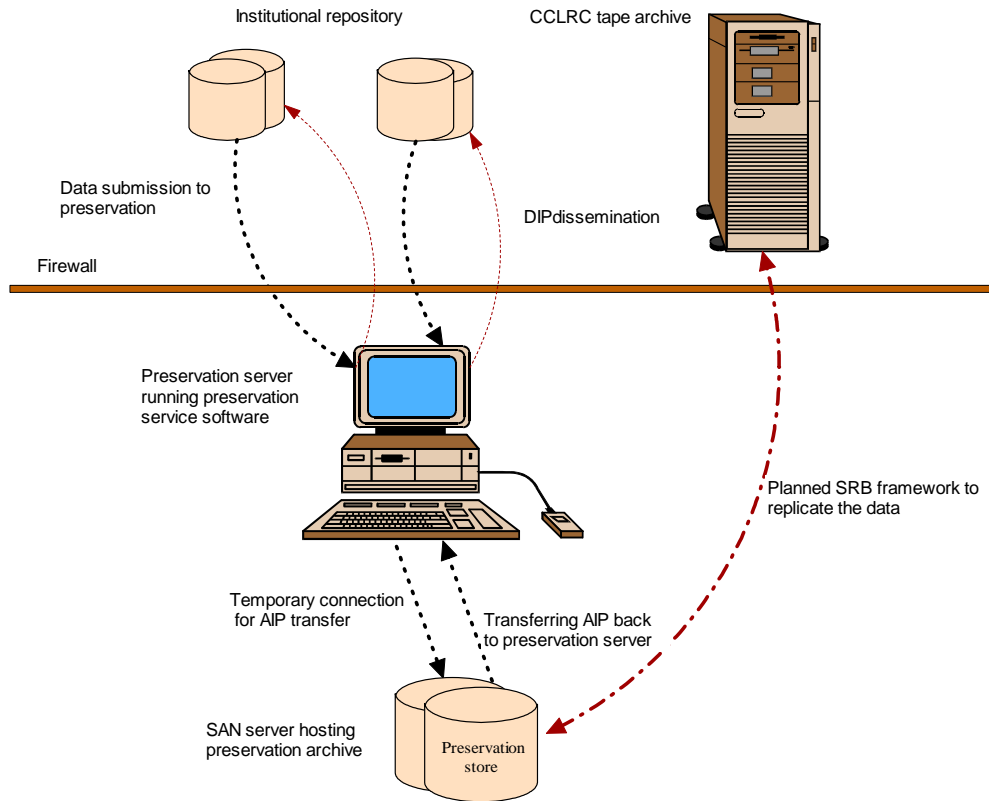 Institutional repository
CCLRC tape archive
Data submission to
preservation
DIPdissemination
Firewall
Preservation server
running preservation
service software
Planned SRB framework to
replicate the data
Temporary connection
for AIP transfer
Transferring AIP back
to preservation server
SAN server hosting
preservation archive
Preservation
store